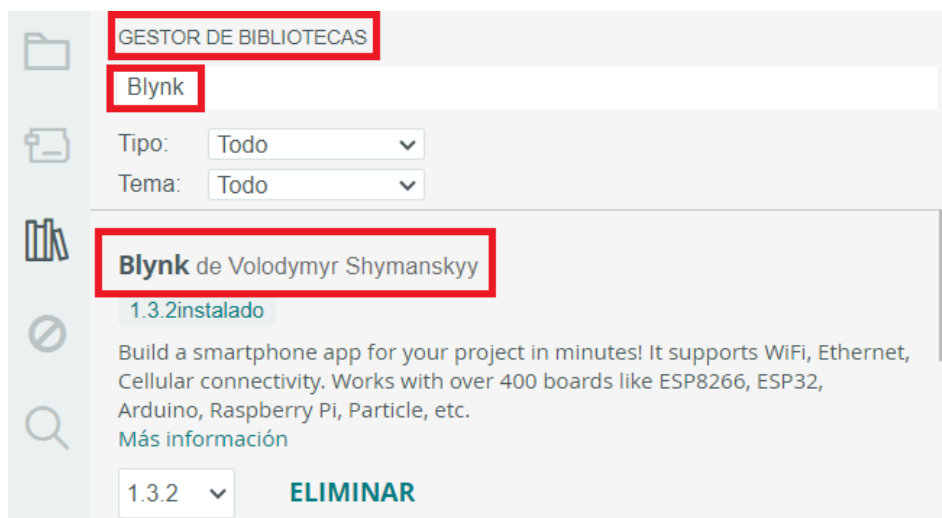 GESTOR DE BIBLIOTECAS
Blynk
Tipo: Todo
Tema: Todo
Blynk de Volodymyr Shymanskyy
1.3.2instalado
Build a smartphone app for your project in minutes! It supports WiFi, Ethernet,
Cellular connectivity. Works with over 400 boards like ESP8266, ESP32,
Arduino, Raspberry Pi, Particle, etc.
Más información
1.3.2 ELIMINAR